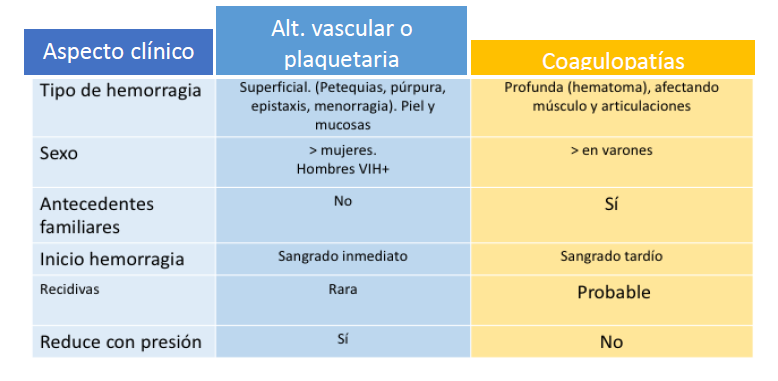 Aspecto clínico
Alt. vascular o
plaquetaria
Coagulopatías
Tipo de hemorragia
Superficial. (Petequias, púrpura,
epistaxis, menorragia). Piel y
mucosas
Profunda (hematoma), afectando
músculo y articulaciones
Sexo
> mujeres.
Hombres VIH+
> en varones
Antecedentes
familiares
No
Sí
Inicio hemorragia
Sangrado inmediato
Sangrado tardío
Recidivas
Rara
Probable
Reduce con presión
Sí
No